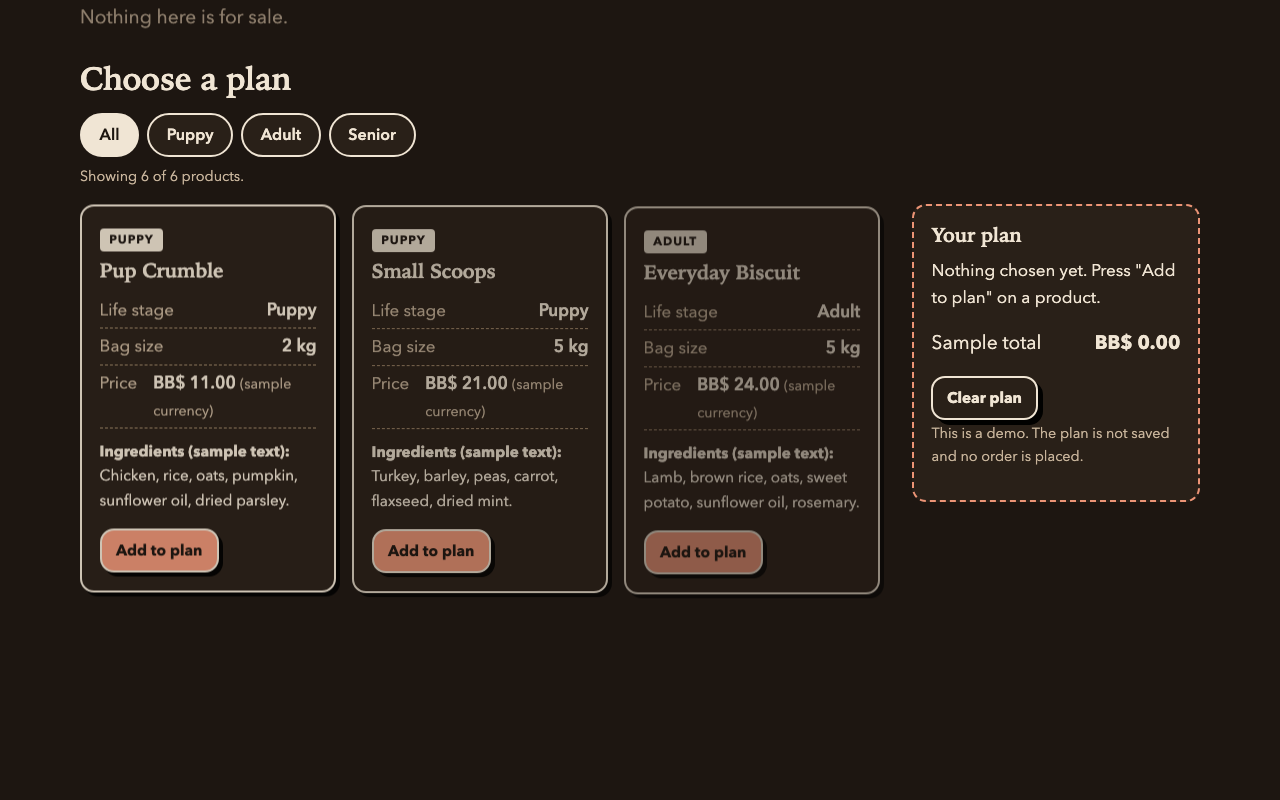 Nothing here is for sale.
Choose a plan
All
Puppy
Adult
Senior
Showing 6 of 6 products.
PUPPY
Pup Crumble
Life stage Puppy
Bag size 2 kg
Price BB$ 11.00 (sample
currency)
Ingredients (sample text):
Chicken, rice, oats, pumpkin,
sunflower oil, dried parsley.
Add to plan
PUPPY
Small Scoops
Life stage Puppy
Bag size 5 kg
Price BB$ 21.00 (sample
currency)
Ingredients (sample text):
Turkey, barley, peas, carrot,
flaxseed, dried mint.
Add to plan
ADULT
Everyday Biscuit
Life stage Adult
Bag size 5 kg
Price BB$ 24.00 (sample
currency)
Ingredients (sample text):
Lamb, brown rice, oats, sweet
potato, sunflower oil, rosemary.
Add to plan
Your plan
Nothing chosen yet. Press "Add
to plan" on a product.
Sample total BB$ 0.00
Clear plan
This is a demo. The plan is not saved
and no order is placed.